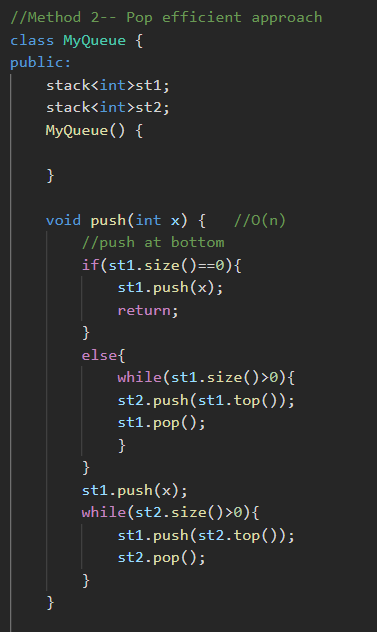 //Method 2-- Pop efficient approach
class MyQueue {
public:
    stack<int>st1;
    stack<int>st2;
    MyQueue() {

    }

    void push(int x) {   //O(n)
        //push at bottom
        if(st1.size()==0){
            st1.push(x);
            return;
        }
        else{
            while(st1.size()>0){
            st2.push(st1.top());
            st1.pop();
            }
        }
        st1.push(x);
        while(st2.size()>0){
            st1.push(st2.top());
            st2.pop();
        }
    }